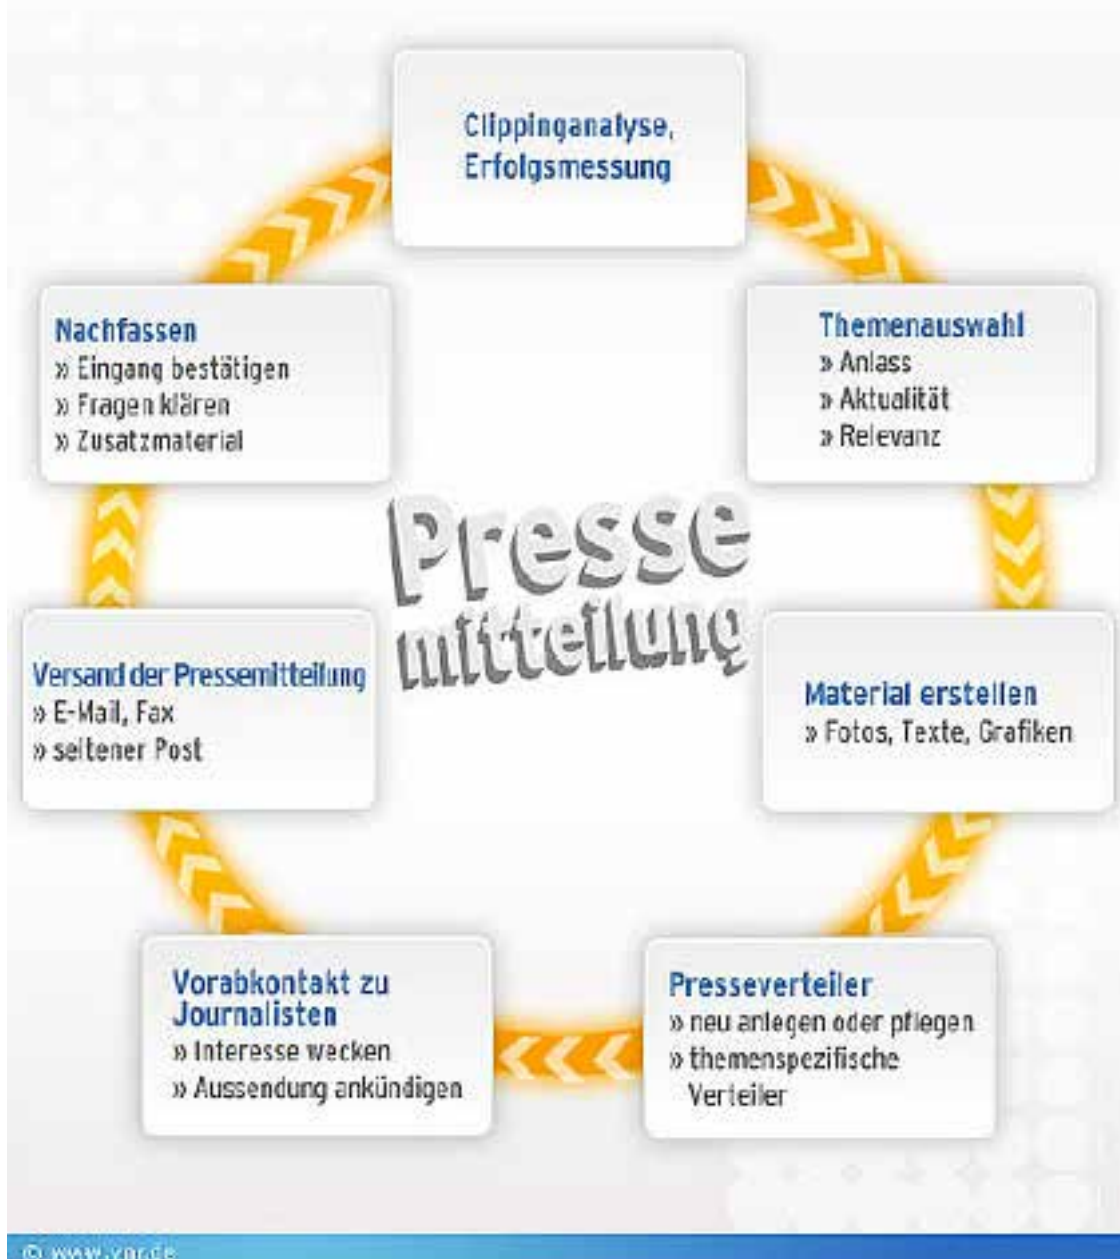 Clippinganalyse,
Erfolgsmessung
Themenauswahl
» Anlass
» Aktualität
» Relevanz
Material erstellen
» Fotos, Texte, Grafiken
Presseverteiler
» neu anlegen oder pflegen
» themenspezifische
Verteiler
Vorabkontakt zu
Journalisten
» Interesse wecken
» Aussendung ankündigen
Versand der Pressemitteilung
» E-Mail, Fax
» seltener Post
Nachfassen
» Eingang bestätigen
» Fragen klären
» Zusatzmaterial
Presse
mitteilung
© www.vnr.de